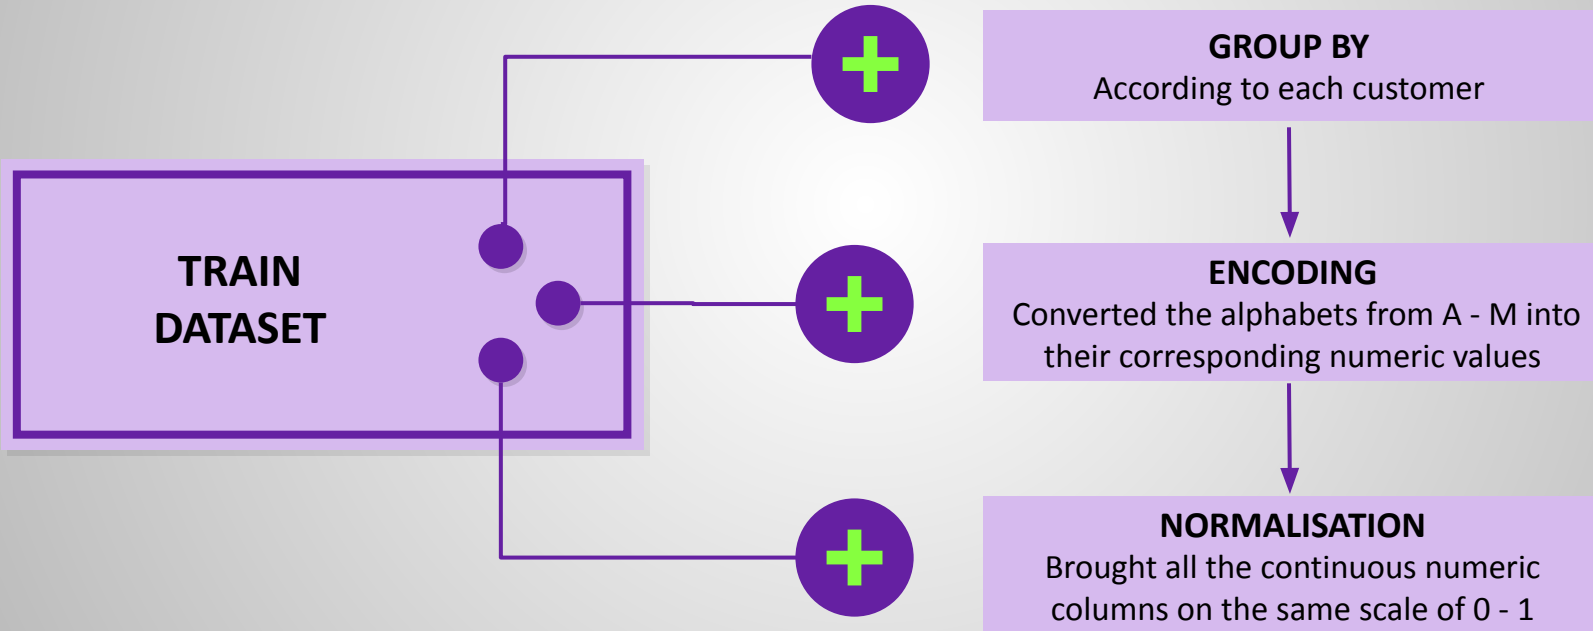 TRAIN
DATASET
GROUP BY
According to each customer
ENCODING
Converted the alphabets from A - M into
their corresponding numeric values
NORMALISATION
Brought all the continuous numeric
columns on the same scale of 0 - 1